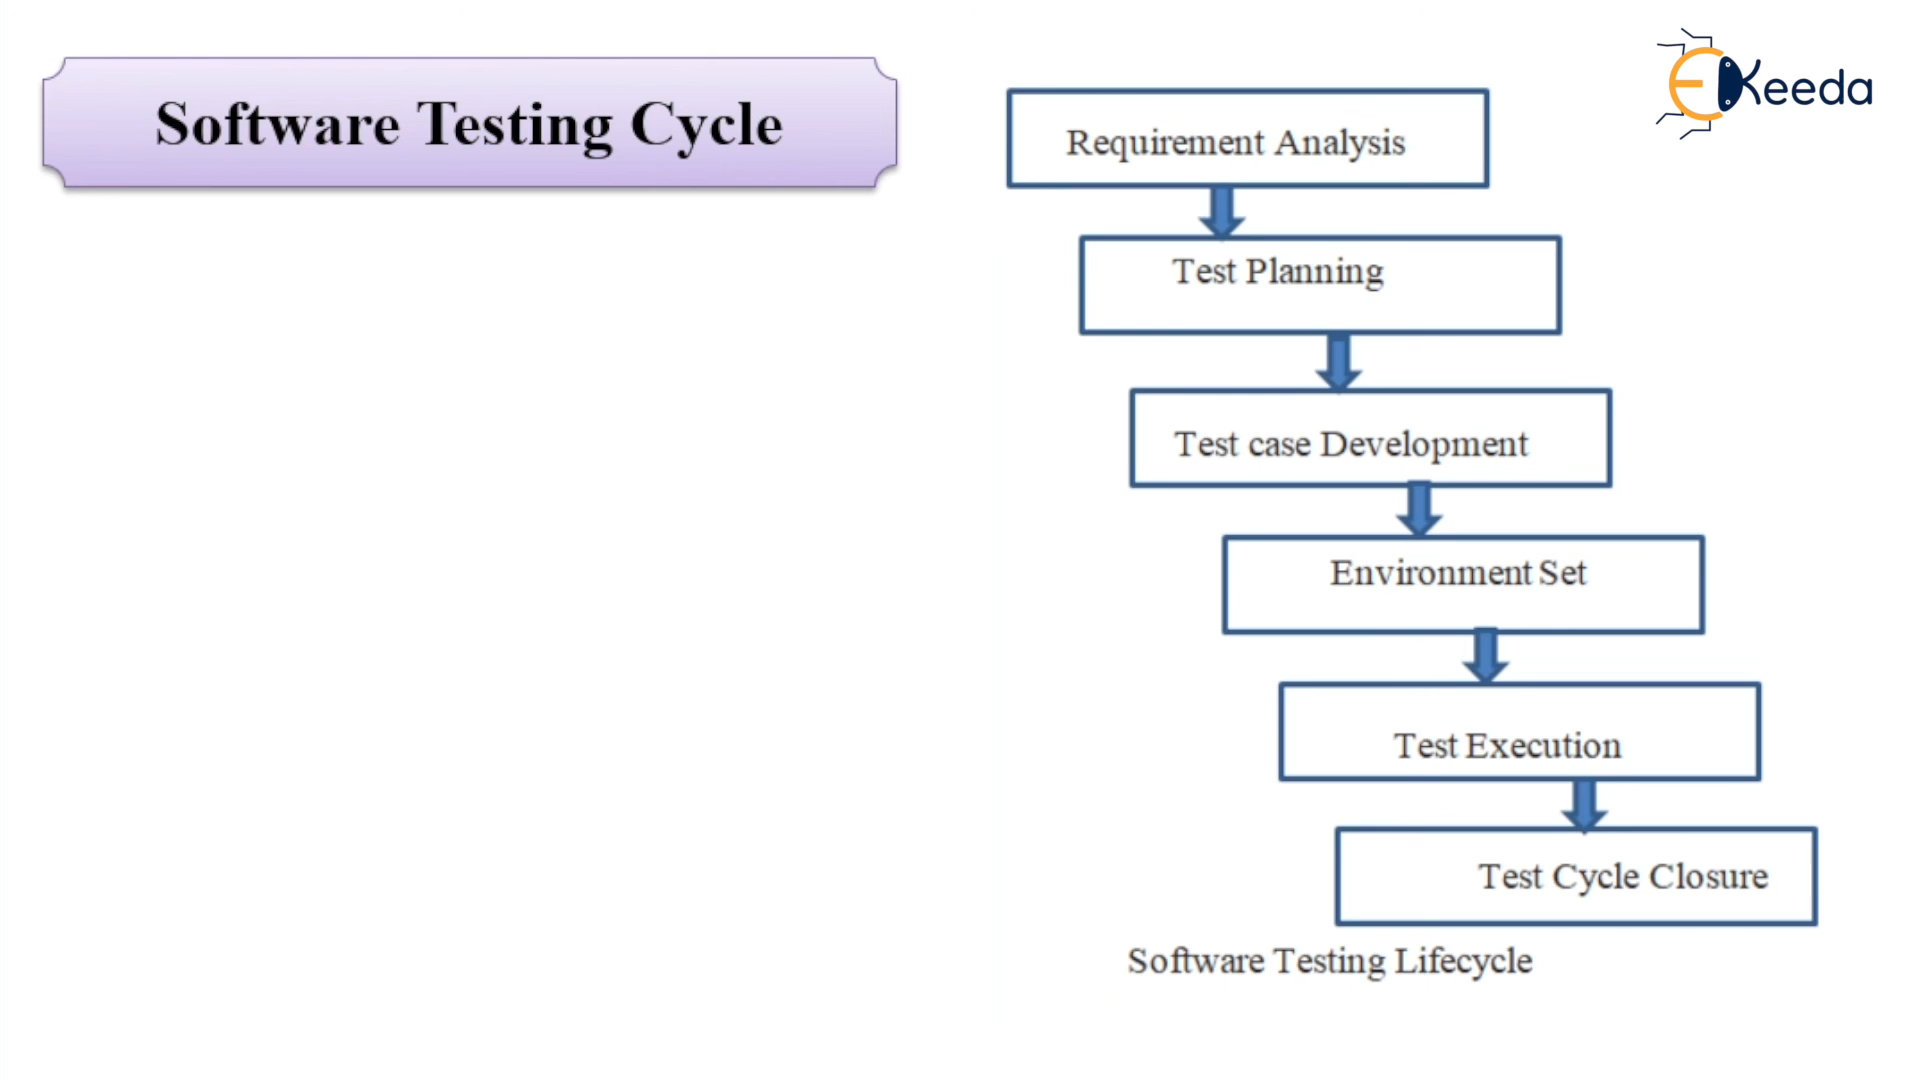 Software Testing Cycle
EKeeda
Requirement Analysis
Test Planning
Test case Development
Environment Set
Test Execution
Test Cycle Closure
Software Testing Lifecycle